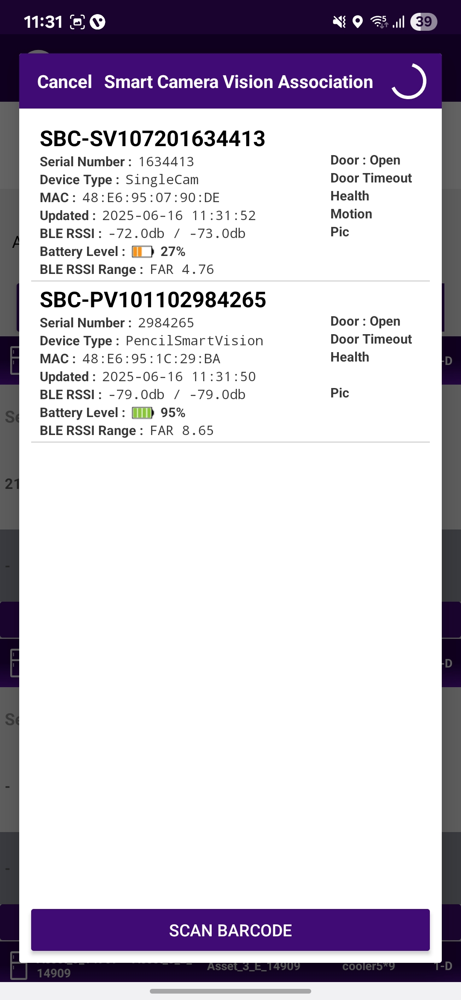 11:31
5
39
Cancel Smart Camera Vision Association
SBC-SV107201634413
Serial Number : 1634413
Door : Open
Device Type : SingleCam
Door Timeout
MAC : 48:E6:95:07:90:DE
Health
Updated : 2025-06-16 11:31:52
Motion
BLE RSSI : -72.0db / -73.0db
Pic
Battery Level : 27%
BLE RSSI Range : FAR 4.76
SBC-PV101102984265
Serial Number : 2984265
Door : Open
Device Type : PencilSmartVision
Door Timeout
MAC : 48:E6:95:1C:29:BA
Health
-D
Updated : 2025-06-16 11:31:50
BLE RSSI : -79.0db / -79.0db
Pic
Battery Level : 95%
BLE RSSI Range : FAR 8.65
21
-
-D
-
-
SCAN BARCODE
Asset_3_E_14909 cooler5*9 1-D
14909